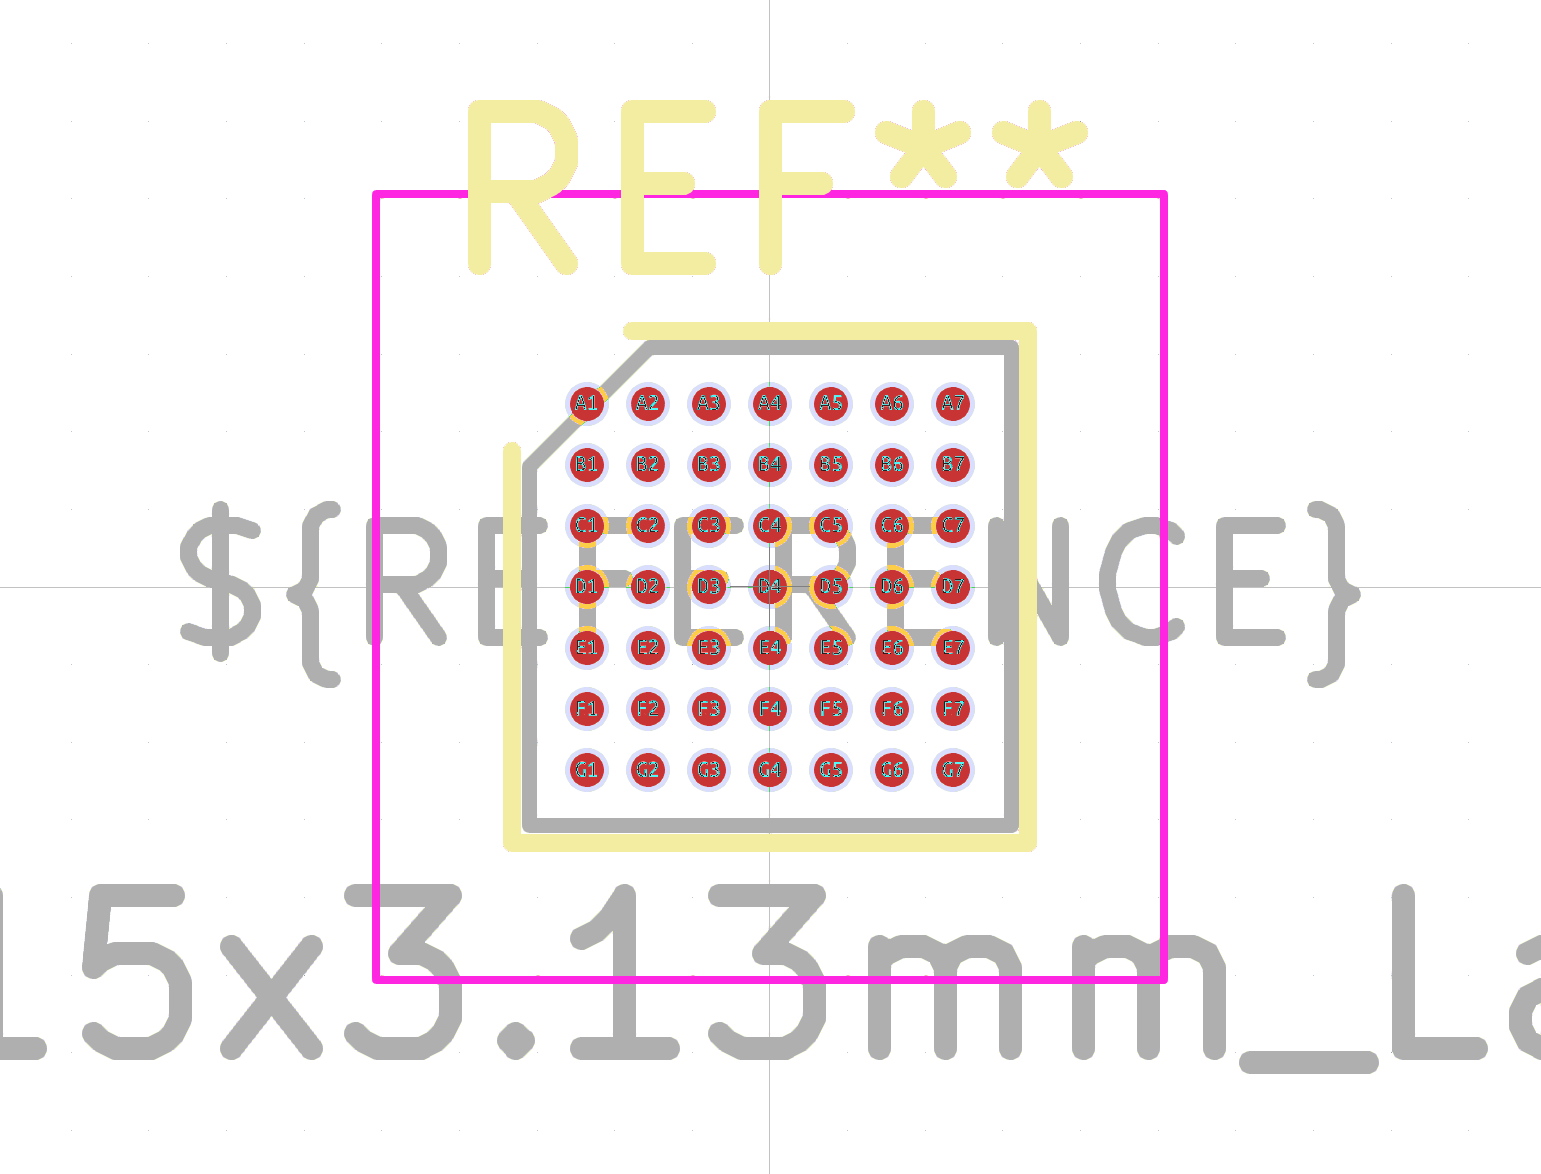 REF**
A1 A2 A3 A4 A5 A6 A7
B1 B2 B3 B4 B5 B6 B7
C1 C2 C3 C4 C5 C6 C7
${REFERENCE}
D1 D2 D3 D4 D5 D6 D7
E1 E2 E3 E4 E5 E6 E7
F1 F2 F3 F4 F5 F6 F7
G1 G2 G3 G4 G5 G6 G7
15x3.13mm_La